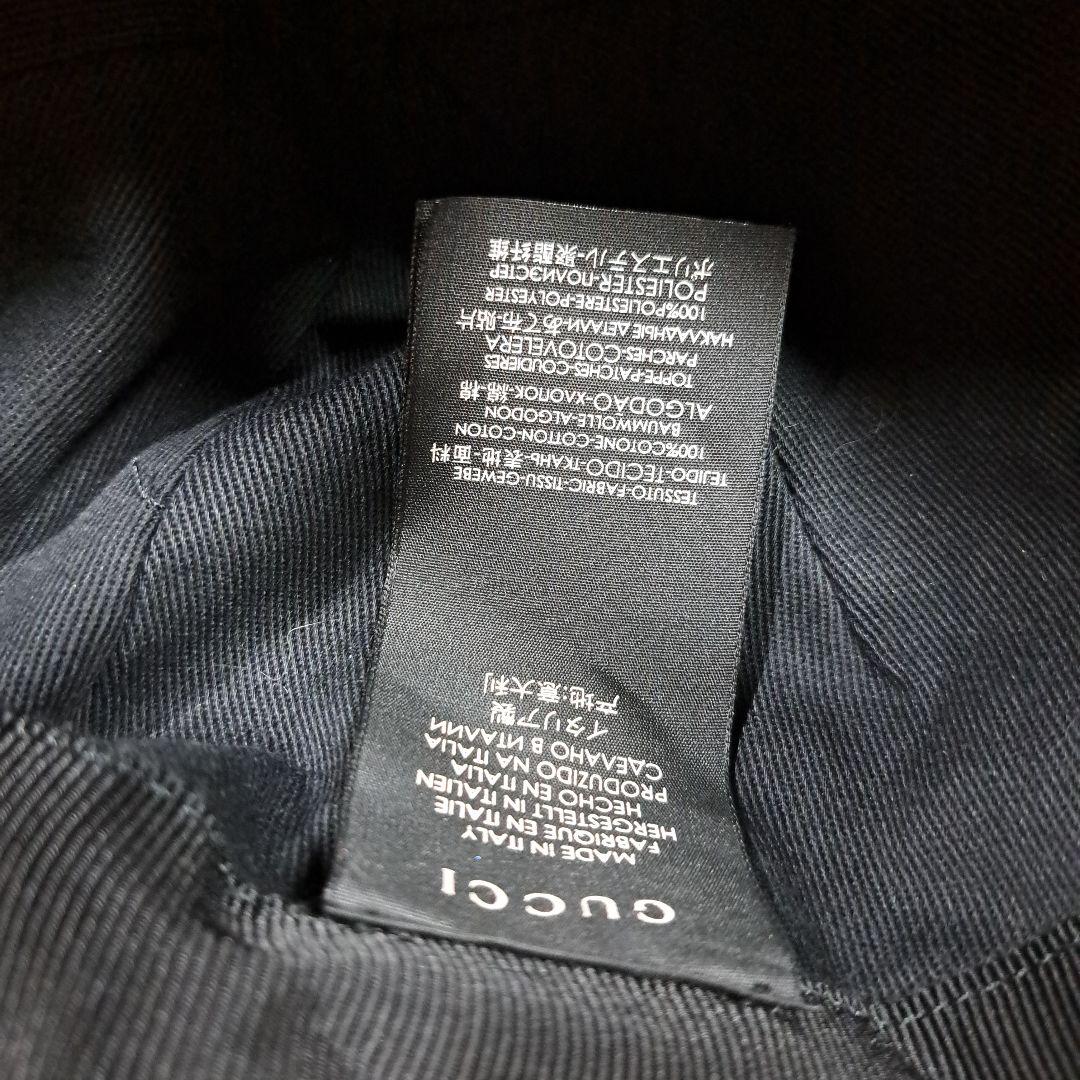 GUCCI
MADE IN ITALY
FABRIQUE EN ITALIE
HERGESTELLT IN ITALIEN
HECHO EN ITALIA
PRODUZIDO NA ITALIA
СДЕЛАНО В ИТАЛИИ
イタリア製
产地:意大利
TESSUTO-FABRIC-TISSU-GEWEBE
TEJIDO-TECIDO-ТКАНЬ-表地-面料
100%COTONE-COTTON-COTON
BAUMWOLLE-ALGODON
ALGODAO-ХЛОПОК-綿-棉
TOPPE-PATCHES-COUDIERES
PARCHES-COTOVELERA
НАКЛАДНЫЕ ДЕТАЛИ-あて布-贴片
100%POLIESTERE-POLYESTER
POLIESTER-ПОЛИЭСТЕР
ポリエステル-聚酯纤维